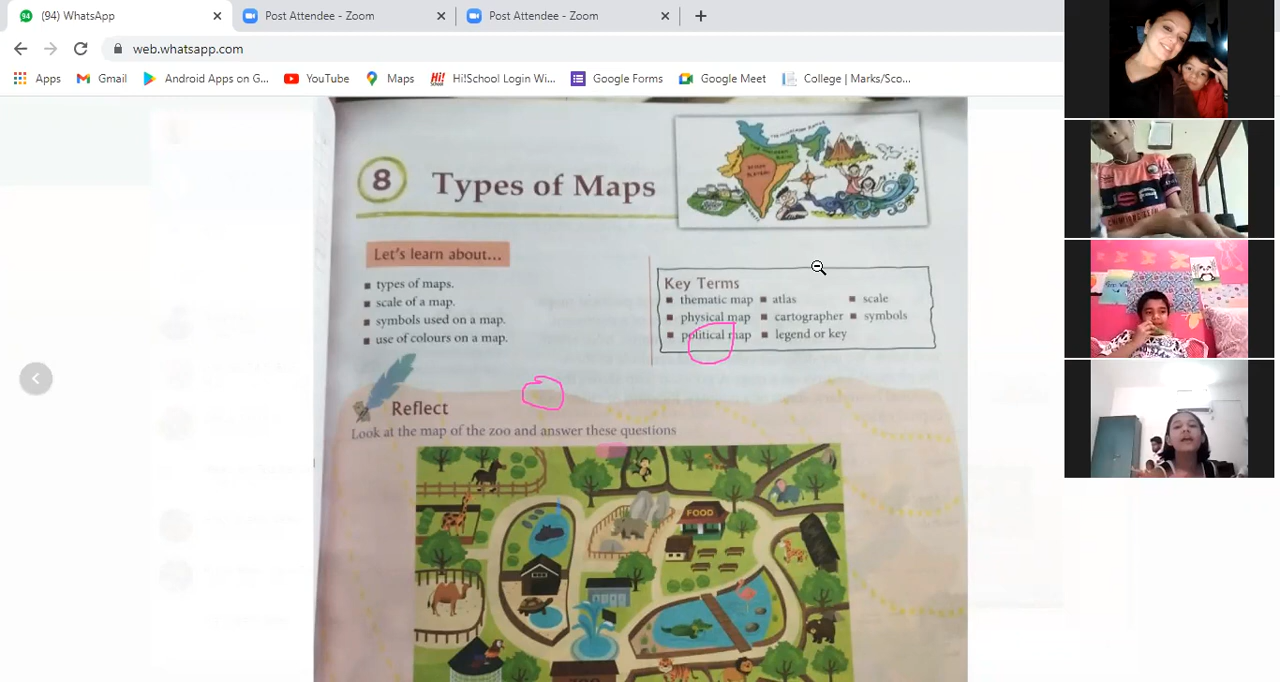 94
(94) WhatsApp
Post Attendee - Zoom
Post Attendee - Zoom
web.whatsapp.com
Apps
Gmail
Android Apps on G...
YouTube
Maps
Hi!
Hi!School Login Wi...
Google Forms
Google Meet
College | Marks/Sco...
8
Types of Maps
Let's learn about...
types of maps.
scale of a map.
symbols used on a map.
use of colours on a map.
Key Terms
thematic map ■ atlas ■ scale
physical map ■ cartographer ■ symbols
political map ■ legend or key
Reflect
Look at the map of the zoo and answer these questions
FOOD
ZOO